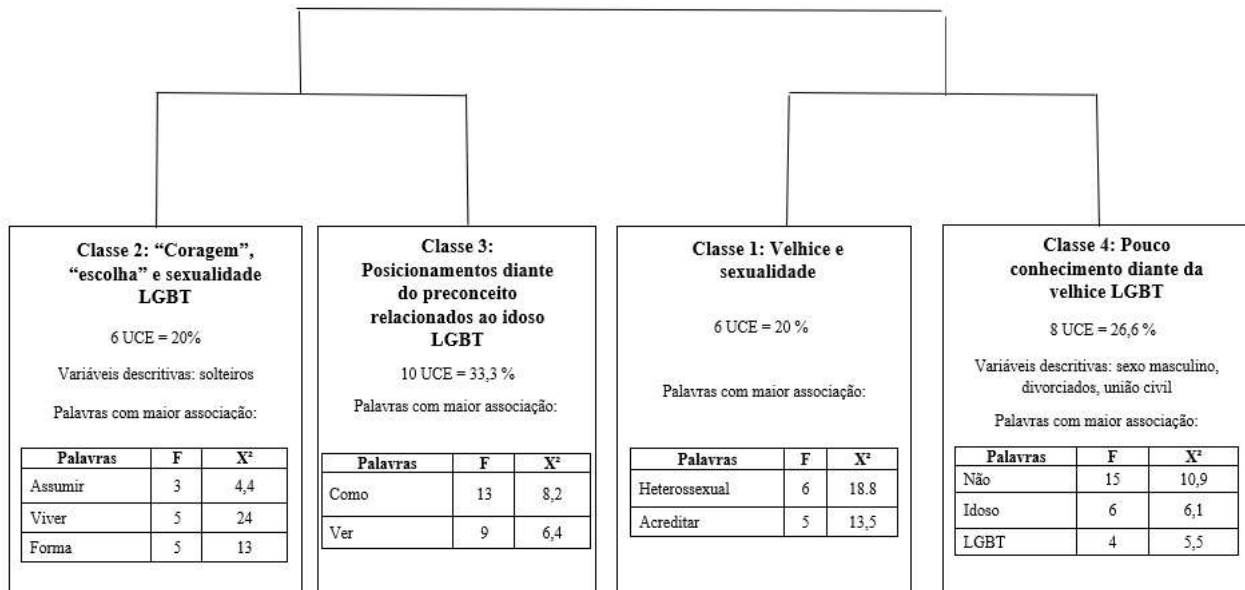 Classe 2: “Coragem”,
“escolha” e sexualidade
LGBT
6 UCE = 20%
Variáveis descritivas: solteiros
Palavras com maior associação:
Palavras F X²
Assumir 3 4,4
Viver 5 24
Forma 5 13
Classe 3:
Posicionamentos diante
do preconceito
relacionados ao idoso
LGBT
10 UCE = 33,3 %
Palavras com maior associação:
Palavras F X²
Como 13 8,2
Ver 9 6,4
Classe 1: Velhice e
sexualidade
6 UCE = 20 %
Palavras com maior associação:
Palavras F X²
Heterossexual 6 18.8
Acreditar 5 13,5
Classe 4: Pouco
conhecimento diante da
velhice LGBT
8 UCE = 26,6 %
Variáveis descritivas: sexo masculino,
divorciados, união civil
Palavras com maior associação:
Palavras F X²
Não 15 10,9
Idoso 6 6,1
LGBT 4 5,5